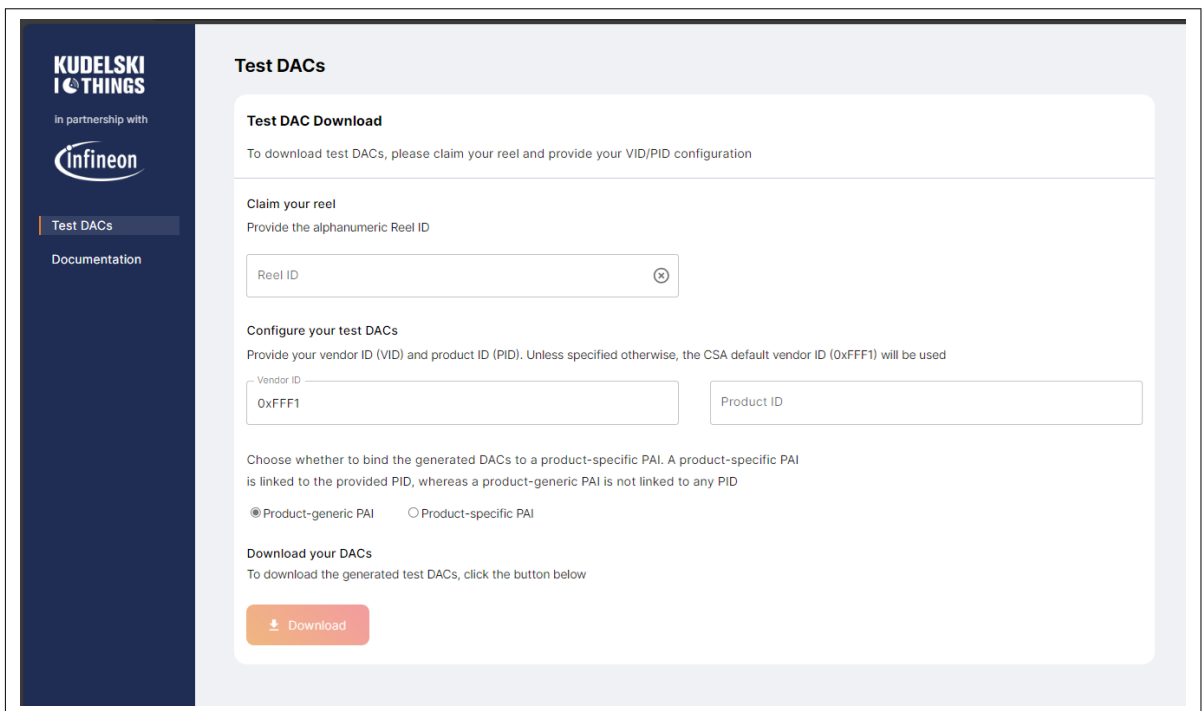 KUDELSKI
IOTHINGS
in partnership with
infineon
Test DACs
Documentation
Test DACs
Test DAC Download
To download test DACs, please claim your reel and provide your VID/PID configuration
Claim your reel
Provide the alphanumeric Reel ID
Reel ID
Configure your test DACs
Provide your vendor ID (VID) and product ID (PID). Unless specified otherwise, the CSA default vendor ID (0xFFF1) will be used
Vendor ID
0xFFF1
Product ID
Choose whether to bind the generated DACs to a product-specific PAI. A product-specific PAI
is linked to the provided PID, whereas a product-generic PAI is not linked to any PID
Product-generic PAI
Product-specific PAI
Download your DACs
To download the generated test DACs, click the button below
Download